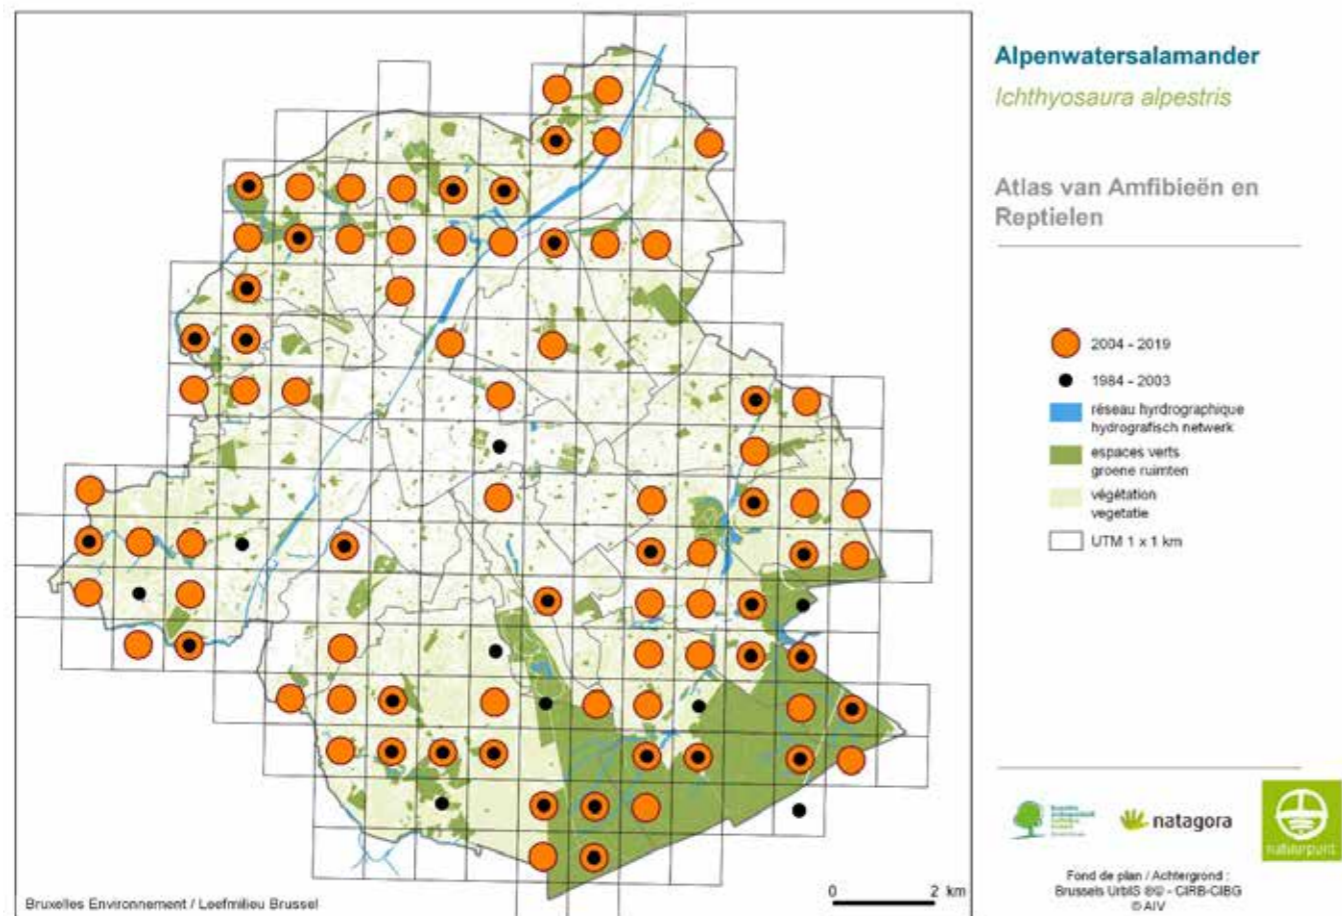 Alpenwatersalamander
Ichthyosaura alpestris
Atlas van Amfibieën en
Reptielen
2004 - 2019
1984 - 2003
réseau hyrdrographique
hydrografisch netwerk
espaces verts
groene ruimten
végétation
vegetatie
UTM 1 x 1 km
natagora
natuurpunt
Fond de plan / Achtergrond :
Brussels UrbIS ®© - CIRB-CIBG
© AIV
0 2 km
Bruxelles Environnement / Leefmilieu Brussel